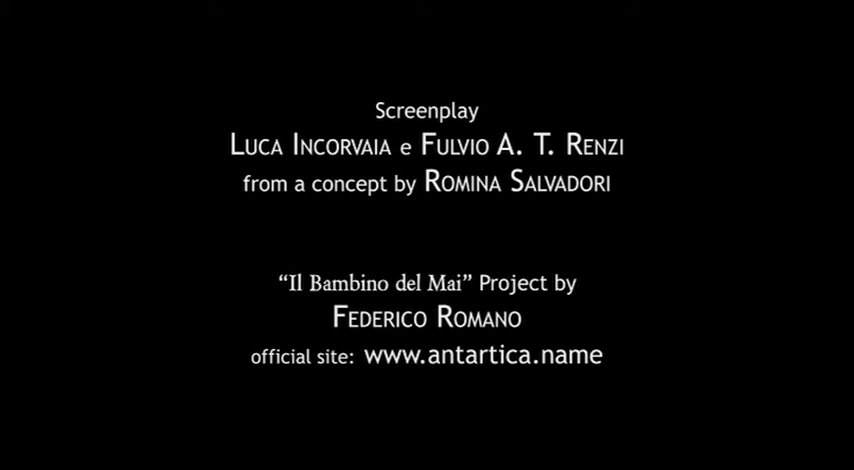 Screenplay
LUCA INCORVAIA e FULVIO A. T. RENZI
from a concept by ROMINA SALVADORI
“Il Bambino del Mai” Project by
FEDERICO ROMANO
official site: www.antartica.name